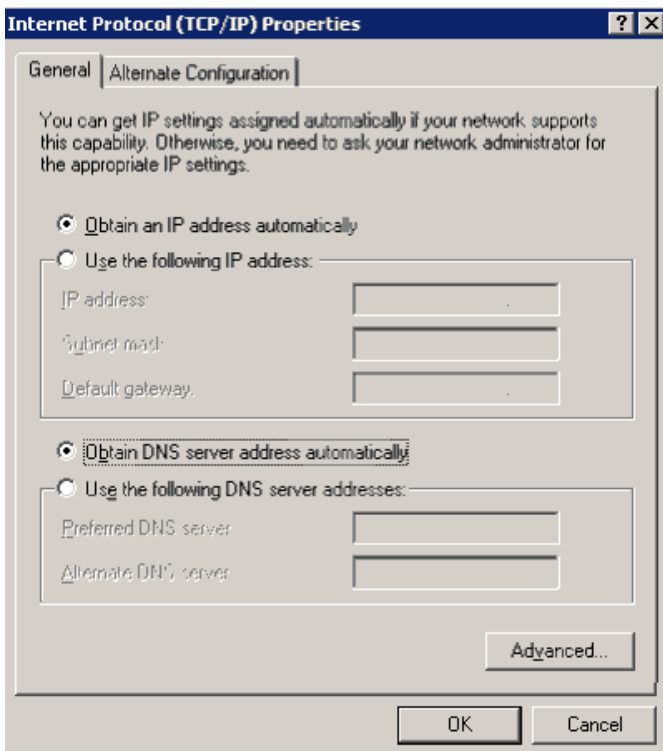 Internet Protocol (TCP/IP) Properties
General
Alternate Configuration
You can get IP settings assigned automatically if your network supports
this capability. Otherwise, you need to ask your network administrator for
the appropriate IP settings.
Obtain an IP address automatically
Use the following IP address:
IP address:
Subnet mask:
Default gateway:
Obtain DNS server address automatically
Use the following DNS server addresses:
Preferred DNS server
Alternate DNS server
Advanced...
OK
Cancel